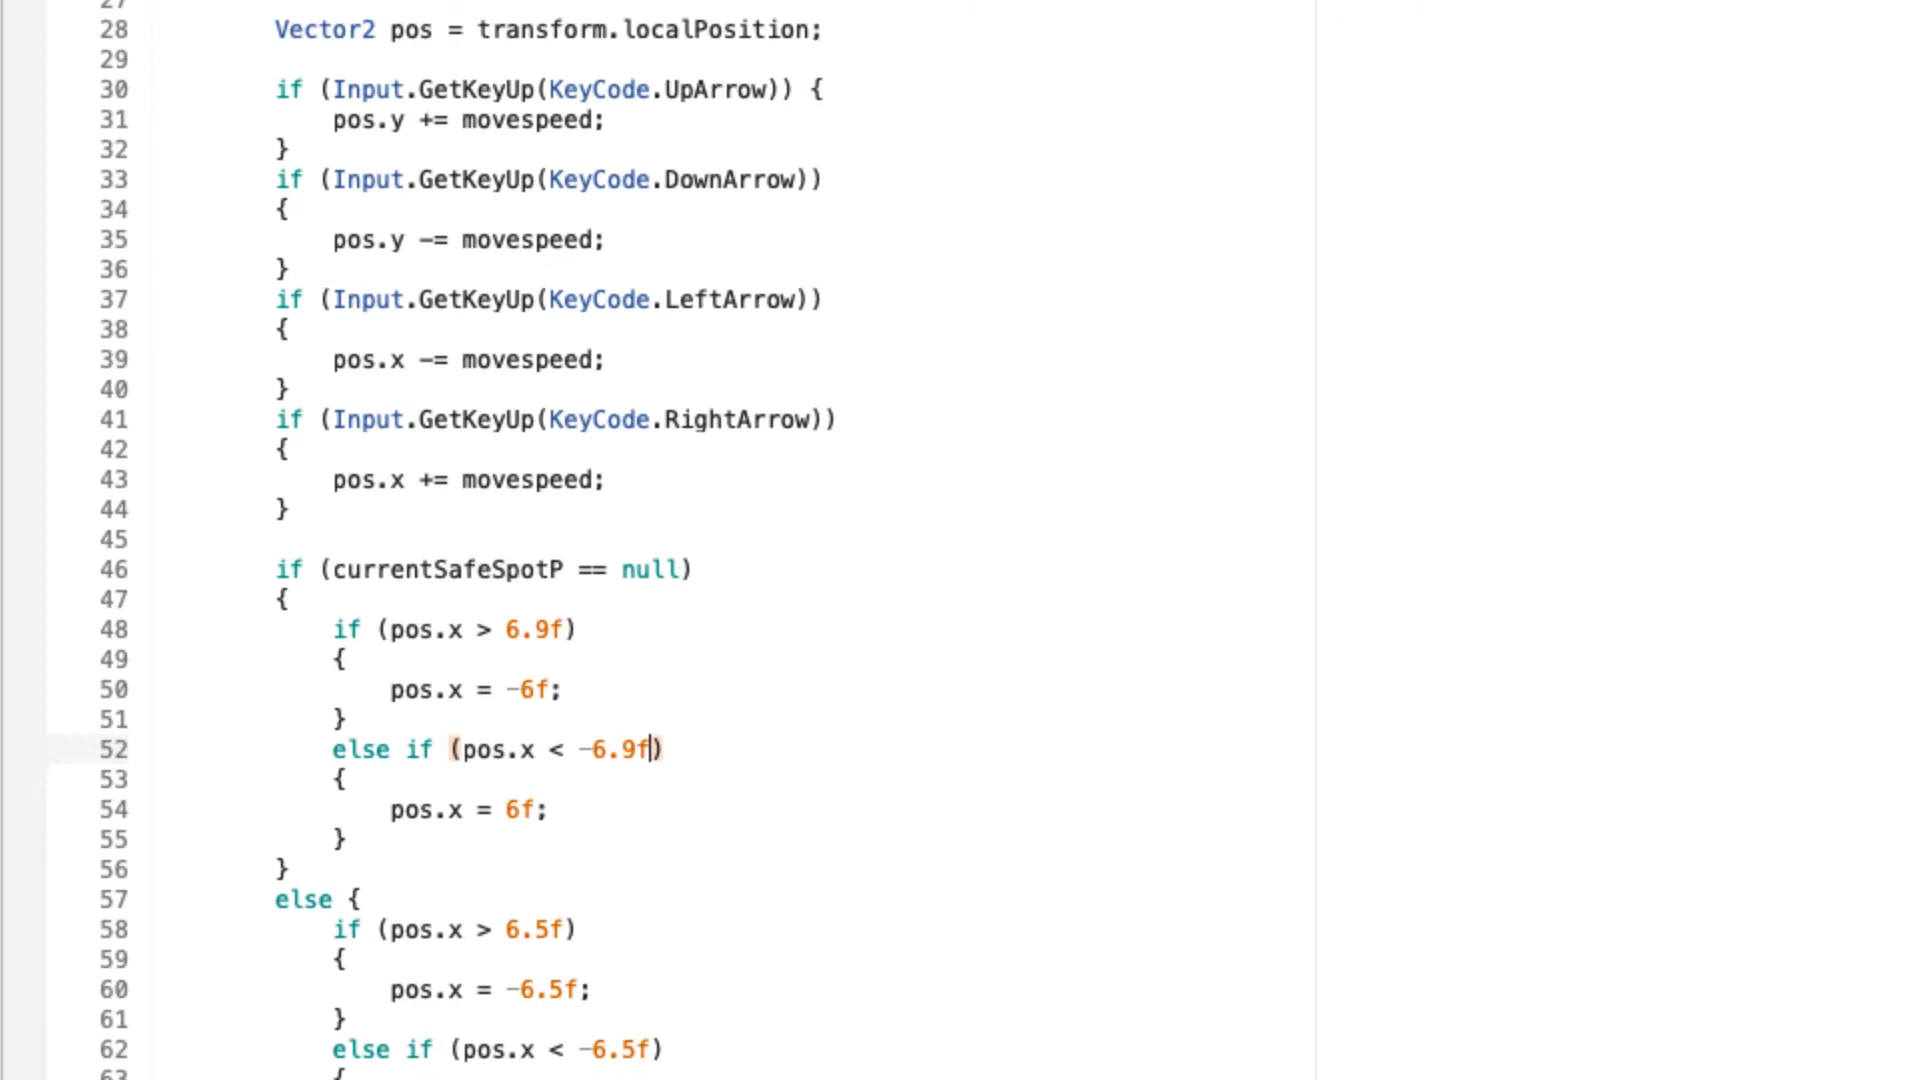 27
28 Vector2 pos = transform.localPosition;
29
30 if (Input.GetKeyUp(KeyCode.UpArrow)) {
31 pos.y += movespeed;
32 }
33 if (Input.GetKeyUp(KeyCode.DownArrow))
34 {
35 pos.y -= movespeed;
36 }
37 if (Input.GetKeyUp(KeyCode.LeftArrow))
38 {
39 pos.x -= movespeed;
40 }
41 if (Input.GetKeyUp(KeyCode.RightArrow))
42 {
43 pos.x += movespeed;
44 }
45
46 if (currentSafeSpotP == null)
47 {
48 if (pos.x > 6.9f)
49 {
50 pos.x = -6f;
51 }
52 else if (pos.x < -6.9f)
53 {
54 pos.x = 6f;
55 }
56 }
57 else {
58 if (pos.x > 6.5f)
59 {
60 pos.x = -6.5f;
61 }
62 else if (pos.x < -6.5f)
63 {